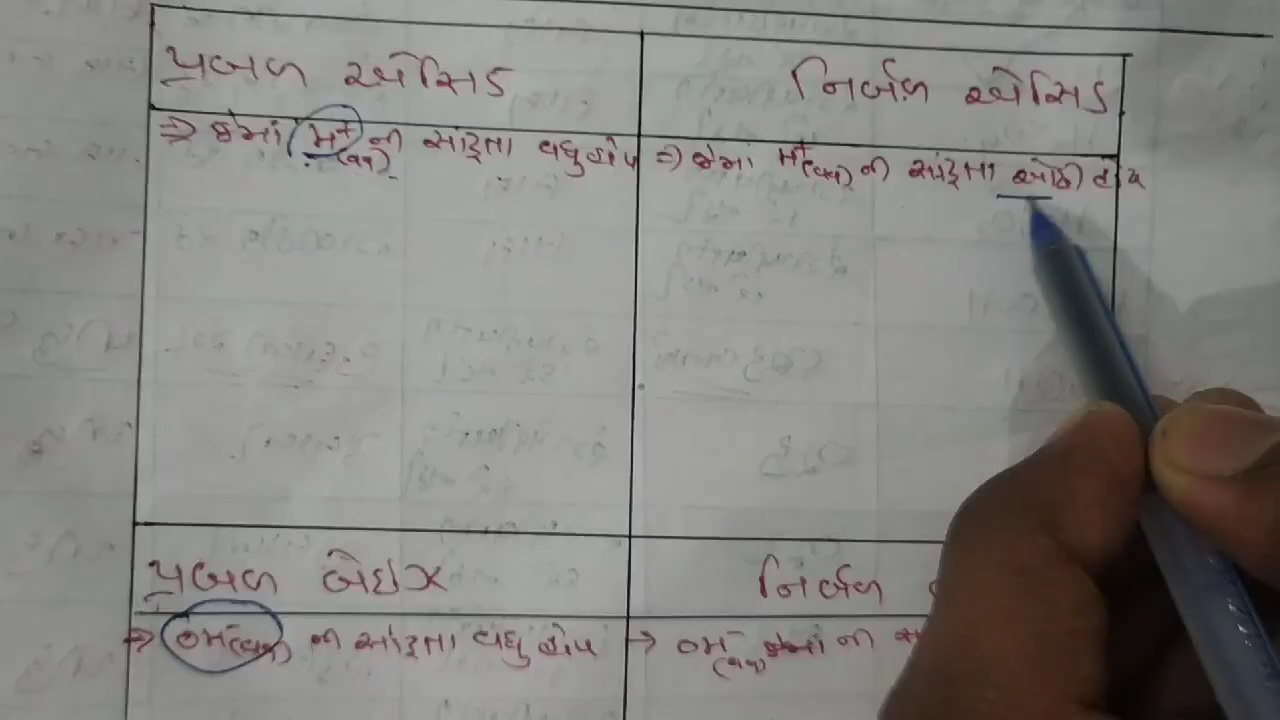 પ્રબળ એસિડ
નિર્બળ એસિડ
⇒ જેમાં H⁺(aq) ની સાંદ્રતા વધુ હોય
⇒ જેમાં H⁺(aq) ની સાંદ્રતા ઓછી હોય
પ્રબળ બેઇઝ
નિર્બળ
⇒ OH⁻(aq) ની સાંદ્રતા વધુ હોય
→ OH⁻(aq) જેમાં ની